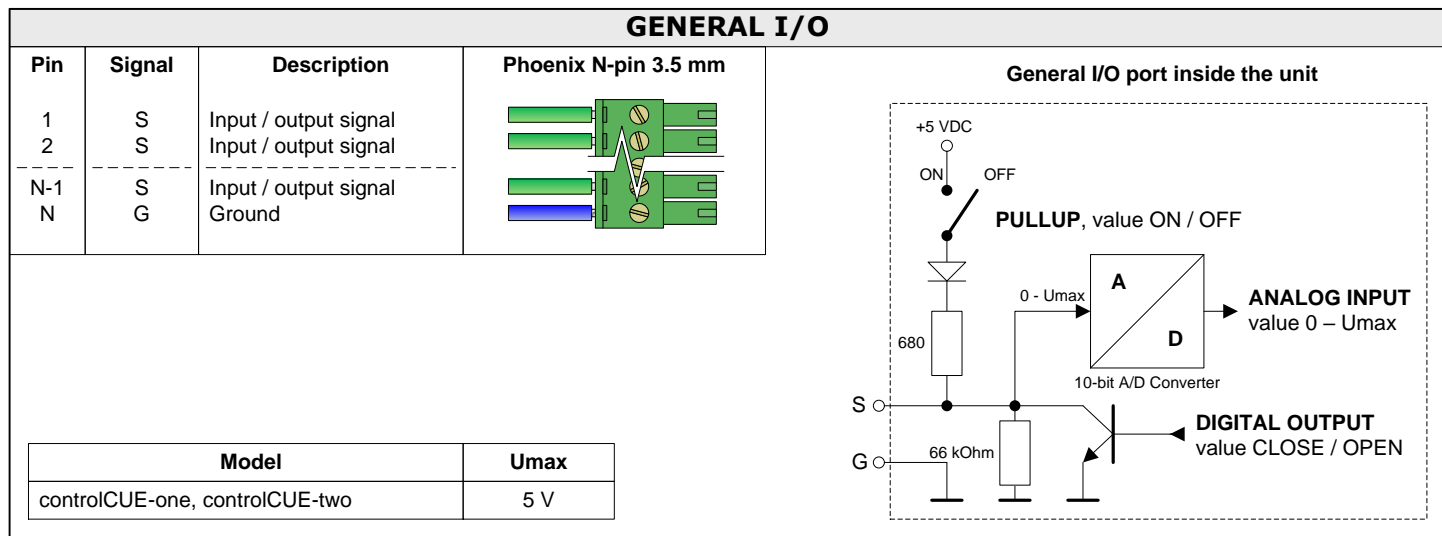 GENERAL I/O
Pin Signal Description Phoenix N-pin 3.5 mm
1 S Input / output signal
2 S Input / output signal
N-1 S Input / output signal
N G Ground
General I/O port inside the unit
+5 VDC
ON OFF
PULLUP, value ON / OFF
0 - Umax
A
D
ANALOG INPUT
value 0 – Umax
680
10-bit A/D Converter
S
DIGITAL OUTPUT
value CLOSE / OPEN
G
66 kOhm
Model Umax
controlCUE-one, controlCUE-two 5 V